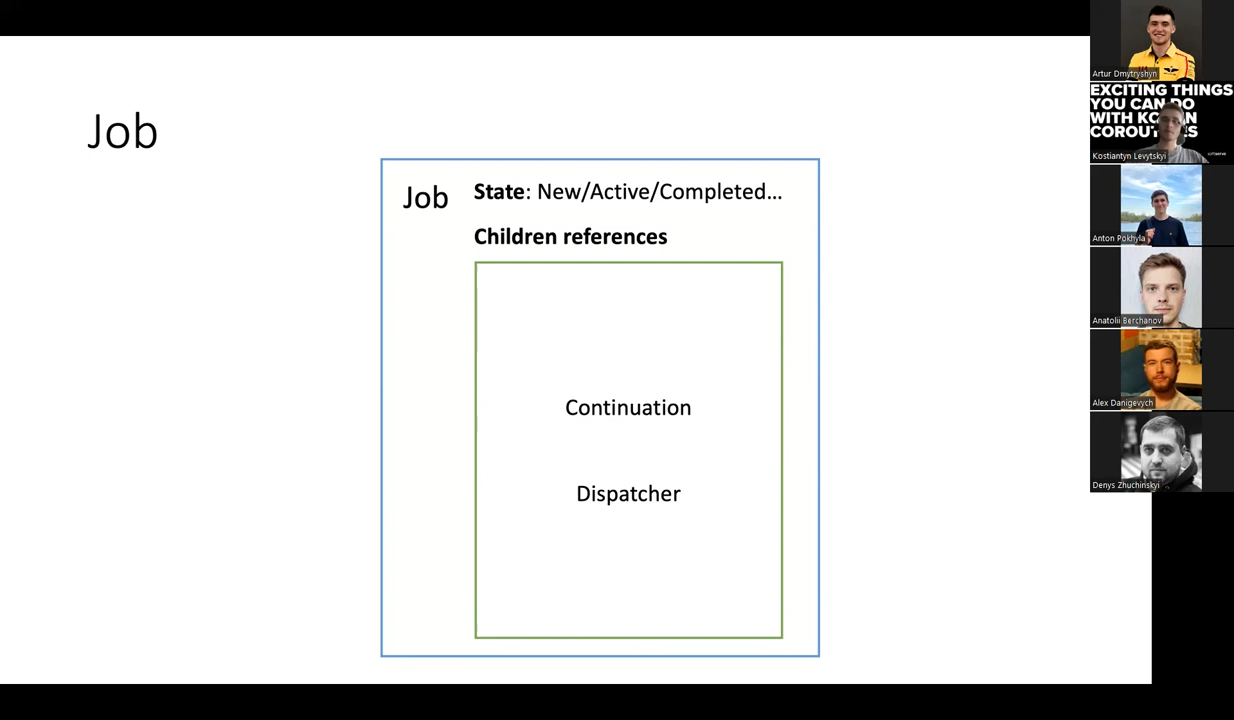 Job
Job
State: New/Active/Completed...
Children references
Continuation
Dispatcher
Artur Dmytryshyn
EXCITING THINGS
YOU CAN DO
WITH
Kostiantyn Levytskyi
Anton Pokhyla
Anatolii Berchanov
Alex Danigevych
Denys Zhuchinskyi